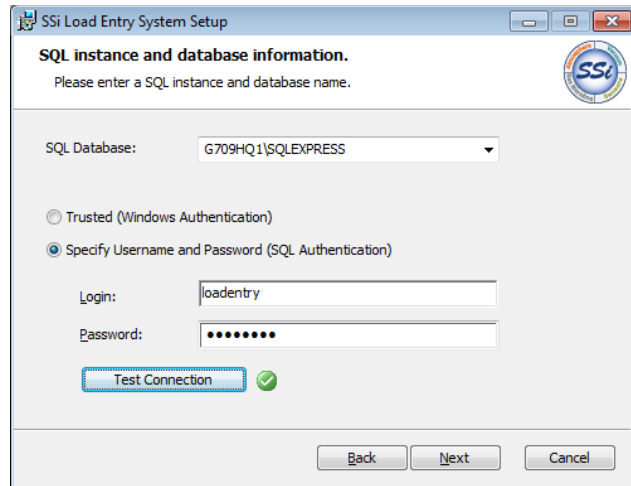 SSi Load Entry System Setup
SQL instance and database information.
Please enter a SQL instance and database name.
SSi
SQL Database:
G709HQ1\SQLEXPRESS
Trusted (Windows Authentication)
Specify Username and Password (SQL Authentication)
Login:
loadentry
Password:
●●●●●●●●
Test Connection
Back
Next
Cancel